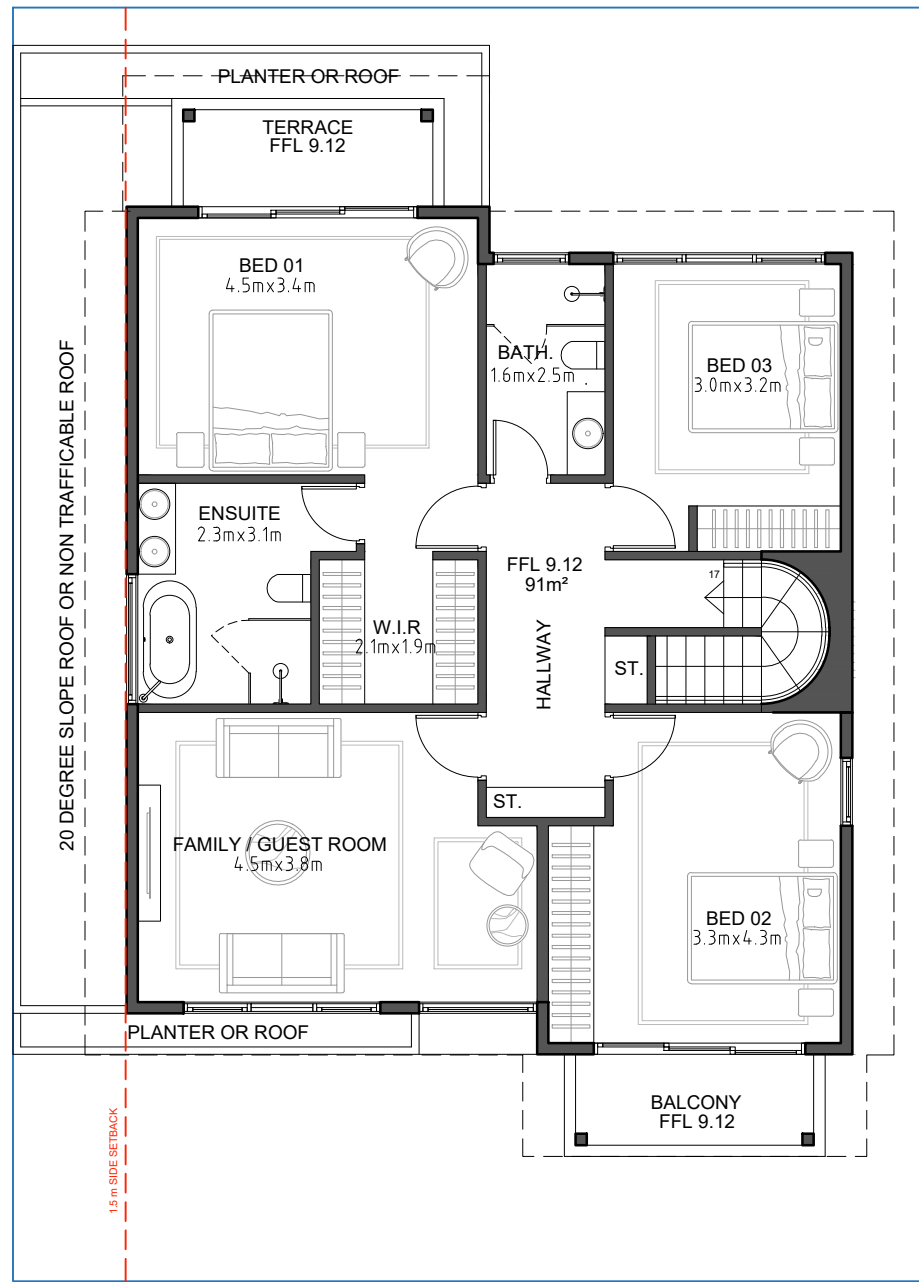 PLANTER OR ROOF
TERRACE
FFL 9.12
BED 01
4.5mx3.4m
BATH.
1.6mx2.5m
BED 03
3.0mx3.2m
20 DEGREE SLOPE ROOF OR NON TRAFFICABLE ROOF
ENSUITE
2.3mx3.1m
FFL 9.12
91m²
17
W.I.R
2.1mx1.9m
HALLWAY
ST.
ST.
FAMILY / GUEST ROOM
4.5mx3.8m
BED 02
3.3mx4.3m
PLANTER OR ROOF
BALCONY
FFL 9.12
1.5 m SIDE SETBACK